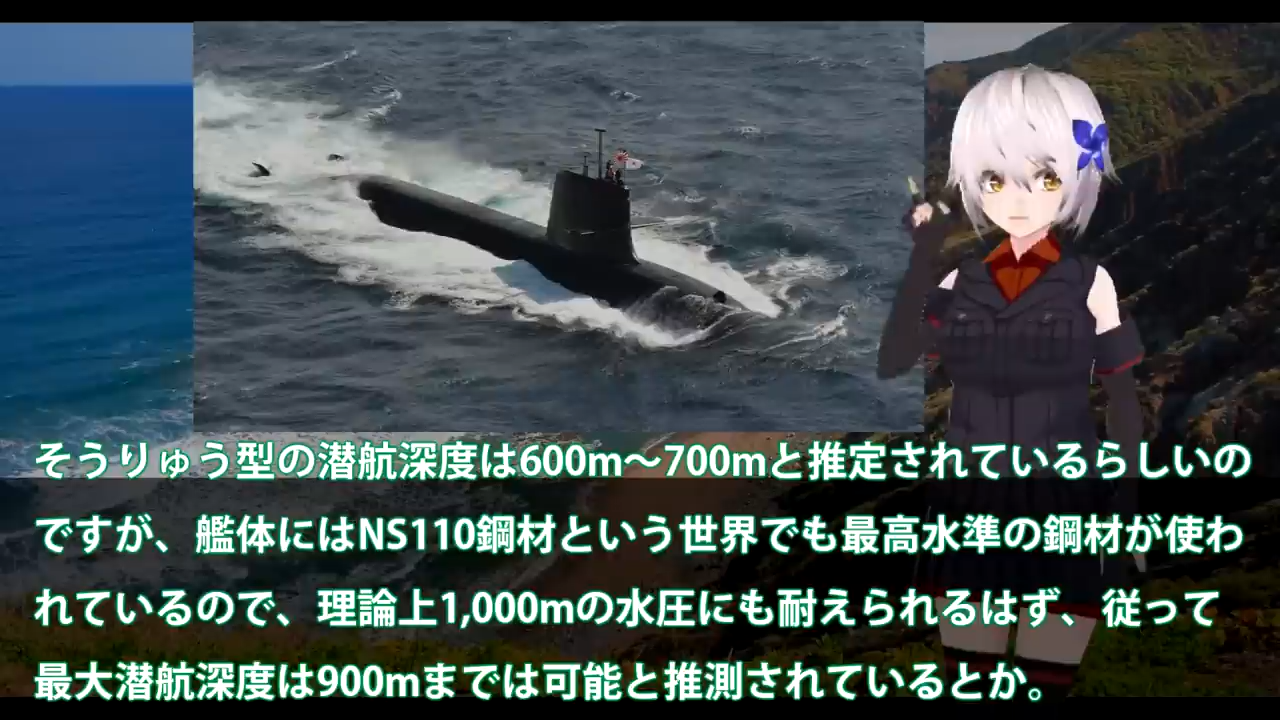 そうりゅう型の潜航深度は600m～700mと推定されているらしいの
ですが、艦体にはNS110鋼材という世界でも最高水準の鋼材が使わ
れているので、理論上1,000mの水圧にも耐えられるはず、従って
最大潜航深度は900mまでは可能と推測されているとか。